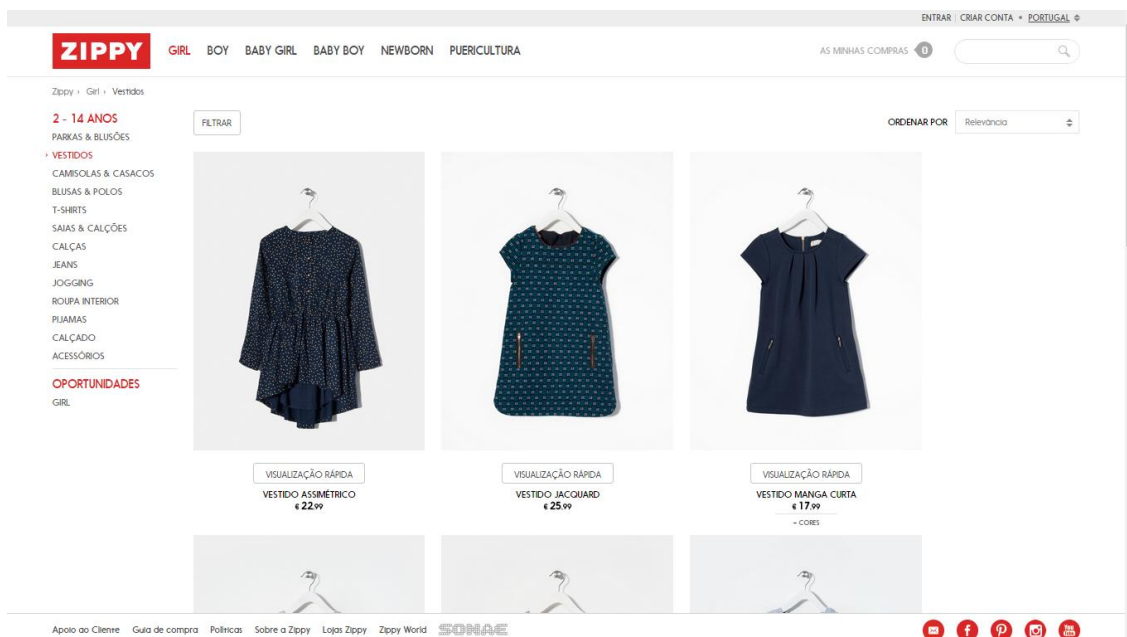 ENTRAR | CRIAR CONTA • PORTUGAL
ZIPPY GIRL BOY BABY GIRL BABY BOY NEWBORN PUERICULTURA AS MINHAS COMPRAS 0
Zippy › Girl › Vestidos
2 - 14 ANOS
PARKAS & BLUSÕES
VESTIDOS
CAMISOLAS & CASACOS
BLUSAS & POLOS
T-SHIRTS
SAIAS & CALÇÕES
CALÇAS
JEANS
JOGGING
ROUPA INTERIOR
PIJAMAS
CALÇADO
ACESSÓRIOS
OPORTUNIDADES
GIRL
FILTRAR ORDENAR POR Relevância
VISUALIZAÇÃO RÁPIDA VISUALIZAÇÃO RÁPIDA VISUALIZAÇÃO RÁPIDA
VESTIDO ASSIMÉTRICO VESTIDO JACQUARD VESTIDO MANGA CURTA
€ 22,99 € 25,99 € 17,99
+ CORES
Apoio ao Cliente Guia de compra Políticas Sobre a Zippy Lojas Zippy Zippy World SONAE You Tube